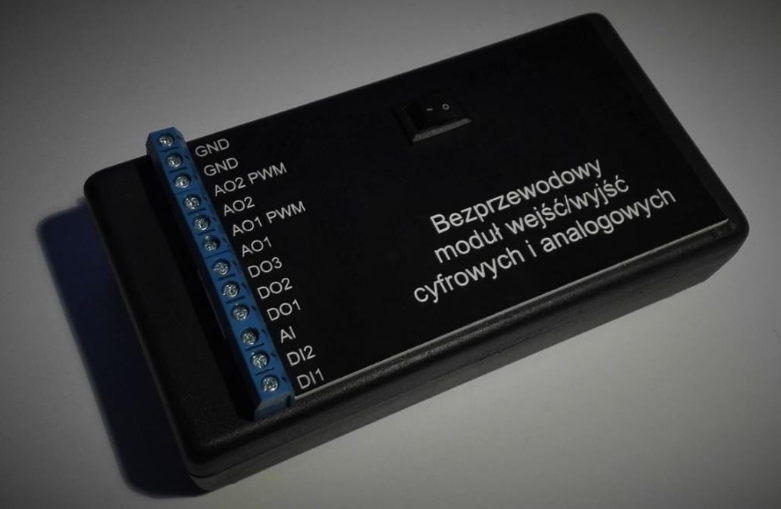 GND
GND
AO2 PWM
AO2
AO1 PWM
AO1
DO3
DO2
DO1
AI
DI2
DI1
Bezprzewodowy
moduł wejść/wyjść
cyfrowych i analogowych